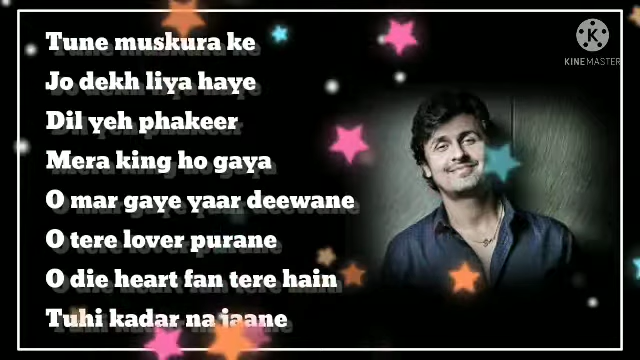 Tune muskura ke
Jo dekh liya haye
Dil yeh phakeer
Mera king ho gaya
O mar gaye yaar deewane
O tere lover purane
O die heart fan tere hain
Tuhi kadar na jaane
K
KINEMASTER